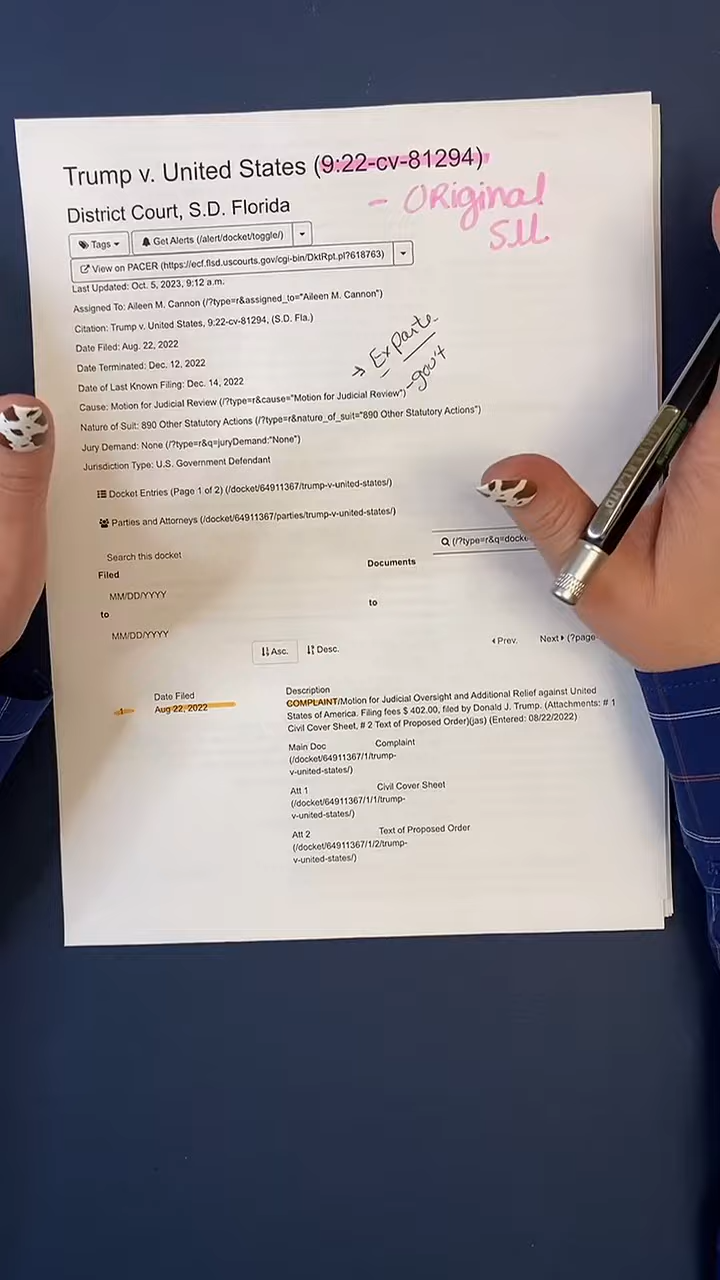 Trump v. United States (9:22-cv-81294)
- ORiginal
District Court, S.D. Florida
Tags
Get Alerts (/alert/docket/toggle/)
View on PACER (https://ecf.flsd.uscourts.gov/cgi-bin/DktRpt.pl?618763)
Last Updated: Oct. 5, 2023, 9:12 a.m.
Assigned To: Aileen M. Cannon (/?type=r&assigned_to="Aileen M. Cannon")
Citation: Trump v. United States, 9:22-cv-81294, (S.D. Fla.)
Date Filed: Aug. 22, 2022
Date Terminated: Dec. 12, 2022
→ Ex parte
Date of Last Known Filing: Dec. 14, 2022
Cause: Motion for Judicial Review (/?type=r&cause="Motion for Judicial Review")
-gov't
Nature of Suit: 890 Other Statutory Actions (/?type=r&nature_of_suit="890 Other Statutory Actions")
Jury Demand: None (/?type=r&q=juryDemand:"None")
Jurisdiction Type: U.S. Government Defendant
Docket Entries (Page 1 of 2) (/docket/64911367/trump-v-united-states/)
Parties and Attorneys (/docket/64911367/parties/trump-v-united-states/)
Search this docket
(/?type=r&q=docke
Filed
Documents
MM/DD/YYYY
to
to
MM/DD/YYYY
Asc.
Desc.
Prev.
Next (?page-
Date Filed
Description
1
Aug 22, 2022
COMPLAINT/Motion for Judicial Oversight and Additional Relief against United
States of America. Filing fees $ 402.00, filed by Donald J. Trump. (Attachments: # 1
Civil Cover Sheet, # 2 Text of Proposed Order)(jas) (Entered: 08/22/2022)
Main Doc
Complaint
(/docket/64911367/1/trump-
v-united-states/)
Att 1
Civil Cover Sheet
(/docket/64911367/1/1/trump-
v-united-states/)
Att 2
Text of Proposed Order
(/docket/64911367/1/2/trump-
v-united-states/)